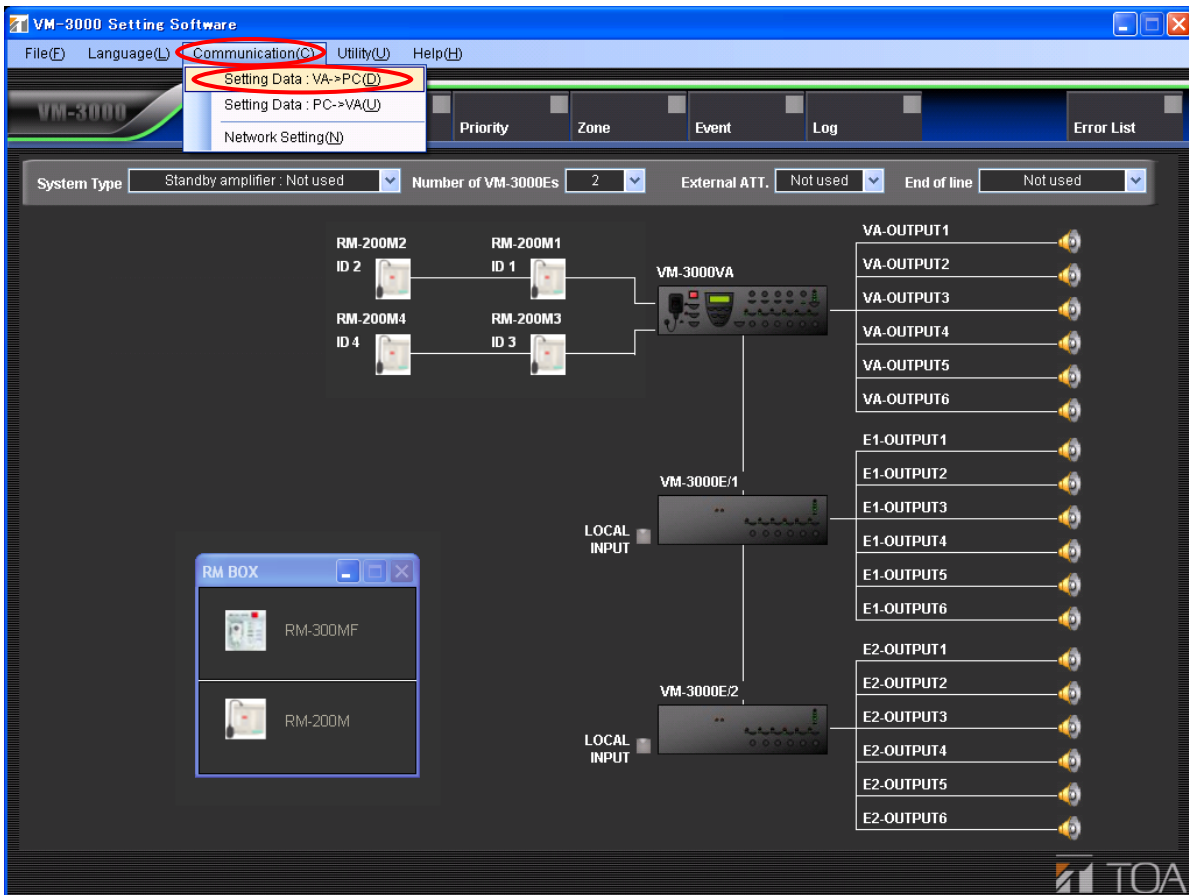 VM-3000 Setting Software
File(F) Language(L) Communication(C) Utility(U) Help(H)
Setting Data : VA->PC(D)
Setting Data : PC->VA(U)
Network Setting(N)
VM-3000
Priority Zone Event Log Error List
System Type Standby amplifier : Not used Number of VM-3000Es 2 External ATT. Not used End of line Not used
RM-200M2
ID 2
RM-200M1
ID 1
RM-200M4
ID 4
RM-200M3
ID 3
VM-3000VA
VA-OUTPUT1
VA-OUTPUT2
VA-OUTPUT3
VA-OUTPUT4
VA-OUTPUT5
VA-OUTPUT6
VM-3000E/1
LOCAL
INPUT
E1-OUTPUT1
E1-OUTPUT2
E1-OUTPUT3
E1-OUTPUT4
E1-OUTPUT5
E1-OUTPUT6
RM BOX
RM-300MF
RM-200M
VM-3000E/2
LOCAL
INPUT
E2-OUTPUT1
E2-OUTPUT2
E2-OUTPUT3
E2-OUTPUT4
E2-OUTPUT5
E2-OUTPUT6
TOA